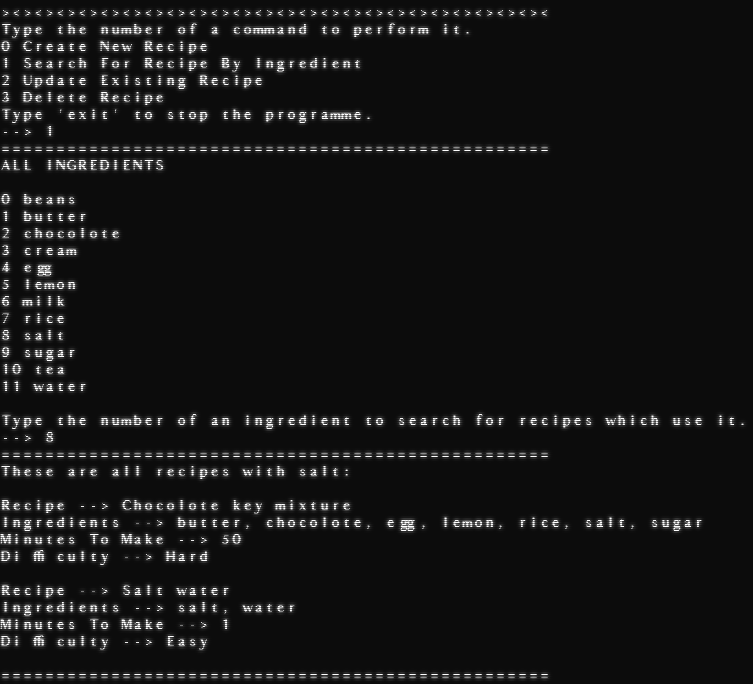 ><><><><><><><><><><><><><><><><><><><><><><><><><
Type the number of a command to perform it.
0 Create New Recipe
1 Search For Recipe By Ingredient
2 Update Existing Recipe
3 Delete Recipe
Type 'exit' to stop the programme.
--> 1
==================================================
ALL INGREDIENTS
0 beans
1 butter
2 chocolote
3 cream
4 egg
5 lemon
6 milk
7 rice
8 salt
9 sugar
10 tea
11 water
Type the number of an ingredient to search for recipes which use it.
--> 8
==================================================
These are all recipes with salt:
Recipe --> Chocolote key mixture
Ingredients --> butter, chocolote, egg, lemon, rice, salt, sugar
Minutes To Make --> 50
Difficulty --> Hard
Recipe --> Salt water
Ingredients --> salt, water
Minutes To Make --> 1
Difficulty --> Easy
==================================================